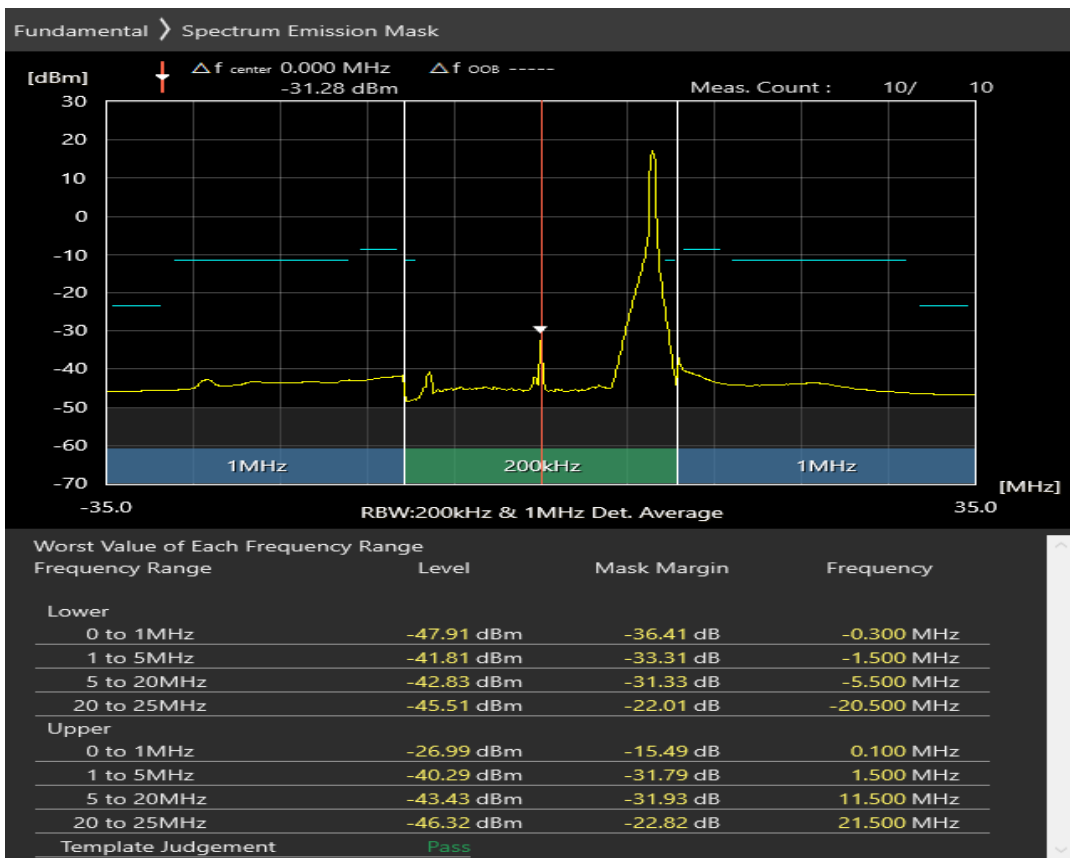 Fundamental ❯ Spectrum Emission Mask
[dBm] △f center 0.000 MHz △f OOB -----
-31.28 dBm Meas. Count : 10/ 10
30
20
10
0
-10
-20
-30
-40
-50
-60
-70
1MHz 200kHz 1MHz
[MHz]
-35.0 RBW:200kHz & 1MHz Det. Average 35.0
Worst Value of Each Frequency Range
Frequency Range Level Mask Margin Frequency
Lower
0 to 1MHz -47.91 dBm -36.41 dB -0.300 MHz
1 to 5MHz -41.81 dBm -33.31 dB -1.500 MHz
5 to 20MHz -42.83 dBm -31.33 dB -5.500 MHz
20 to 25MHz -45.51 dBm -22.01 dB -20.500 MHz
Upper
0 to 1MHz -26.99 dBm -15.49 dB 0.100 MHz
1 to 5MHz -40.29 dBm -31.79 dB 1.500 MHz
5 to 20MHz -43.43 dBm -31.93 dB 11.500 MHz
20 to 25MHz -46.32 dBm -22.82 dB 21.500 MHz
Template Judgement Pass